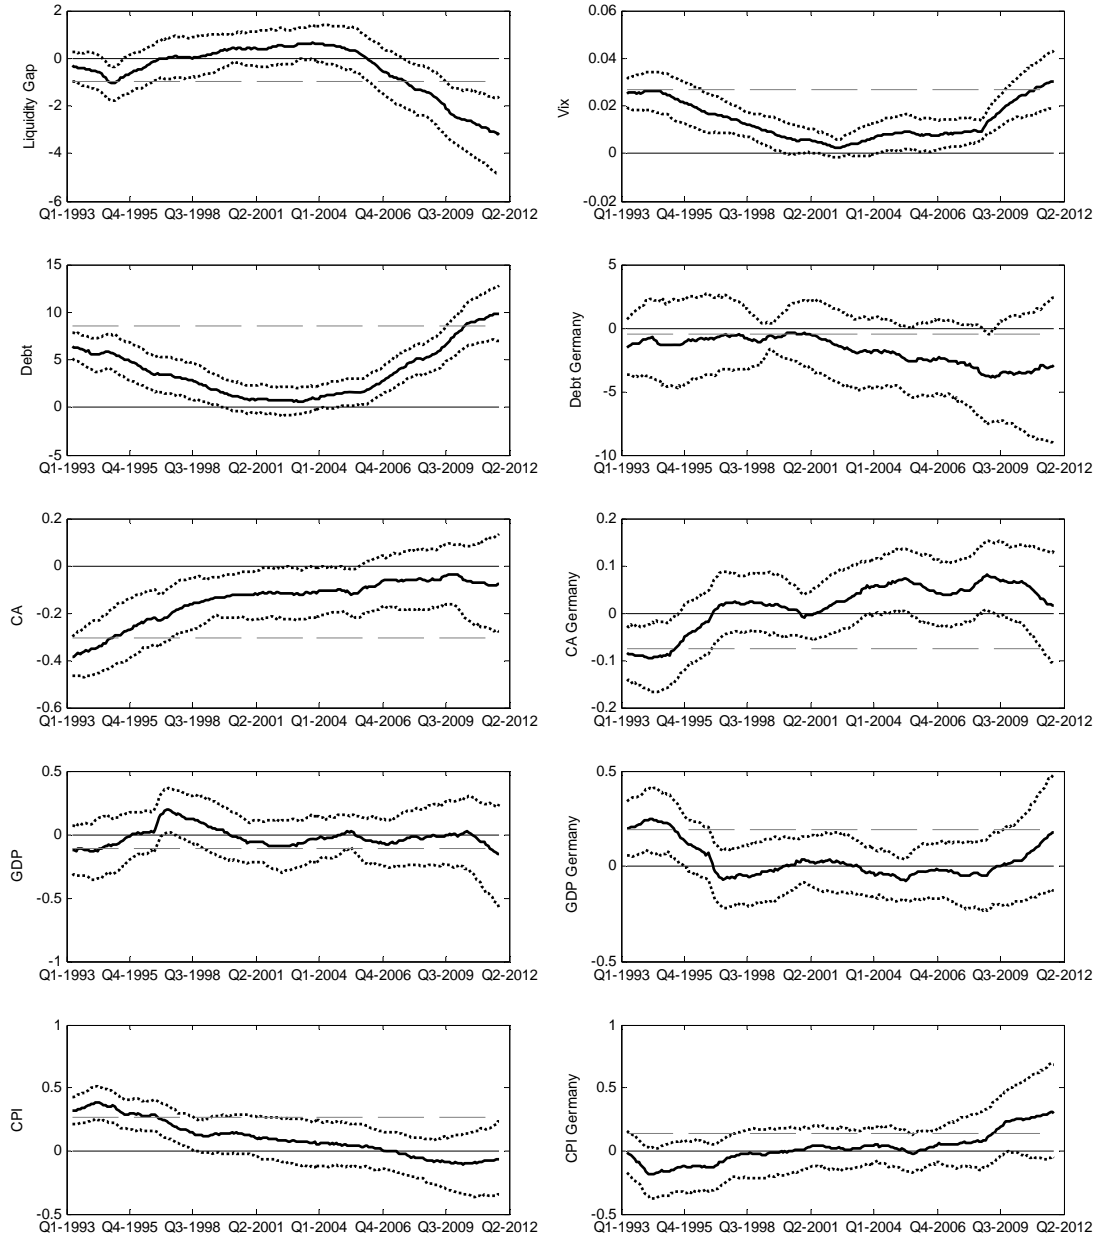 2
0
-2
-4
-6
Liquidity Gap
Q1-1993 Q4-1995 Q3-1998 Q2-2001 Q1-2004 Q4-2006 Q3-2009 Q2-2012
0.06
0.04
0.02
0
-0.02
Vix
Q1-1993 Q4-1995 Q3-1998 Q2-2001 Q1-2004 Q4-2006 Q3-2009 Q2-2012
15
10
5
0
-5
Debt
Q1-1993 Q4-1995 Q3-1998 Q2-2001 Q1-2004 Q4-2006 Q3-2009 Q2-2012
5
0
-5
-10
Debt Germany
Q1-1993 Q4-1995 Q3-1998 Q2-2001 Q1-2004 Q4-2006 Q3-2009 Q2-2012
0.2
0
-0.2
-0.4
-0.6
CA
Q1-1993 Q4-1995 Q3-1998 Q2-2001 Q1-2004 Q4-2006 Q3-2009 Q2-2012
0.2
0.1
0
-0.1
-0.2
CA Germany
Q1-1993 Q4-1995 Q3-1998 Q2-2001 Q1-2004 Q4-2006 Q3-2009 Q2-2012
0.5
0
-0.5
-1
GDP
Q1-1993 Q4-1995 Q3-1998 Q2-2001 Q1-2004 Q4-2006 Q3-2009 Q2-2012
0.5
0
-0.5
GDP Germany
Q1-1993 Q4-1995 Q3-1998 Q2-2001 Q1-2004 Q4-2006 Q3-2009 Q2-2012
1
0.5
0
-0.5
CPI
Q1-1993 Q4-1995 Q3-1998 Q2-2001 Q1-2004 Q4-2006 Q3-2009 Q2-2012
1
0.5
0
-0.5
CPI Germany
Q1-1993 Q4-1995 Q3-1998 Q2-2001 Q1-2004 Q4-2006 Q3-2009 Q2-2012